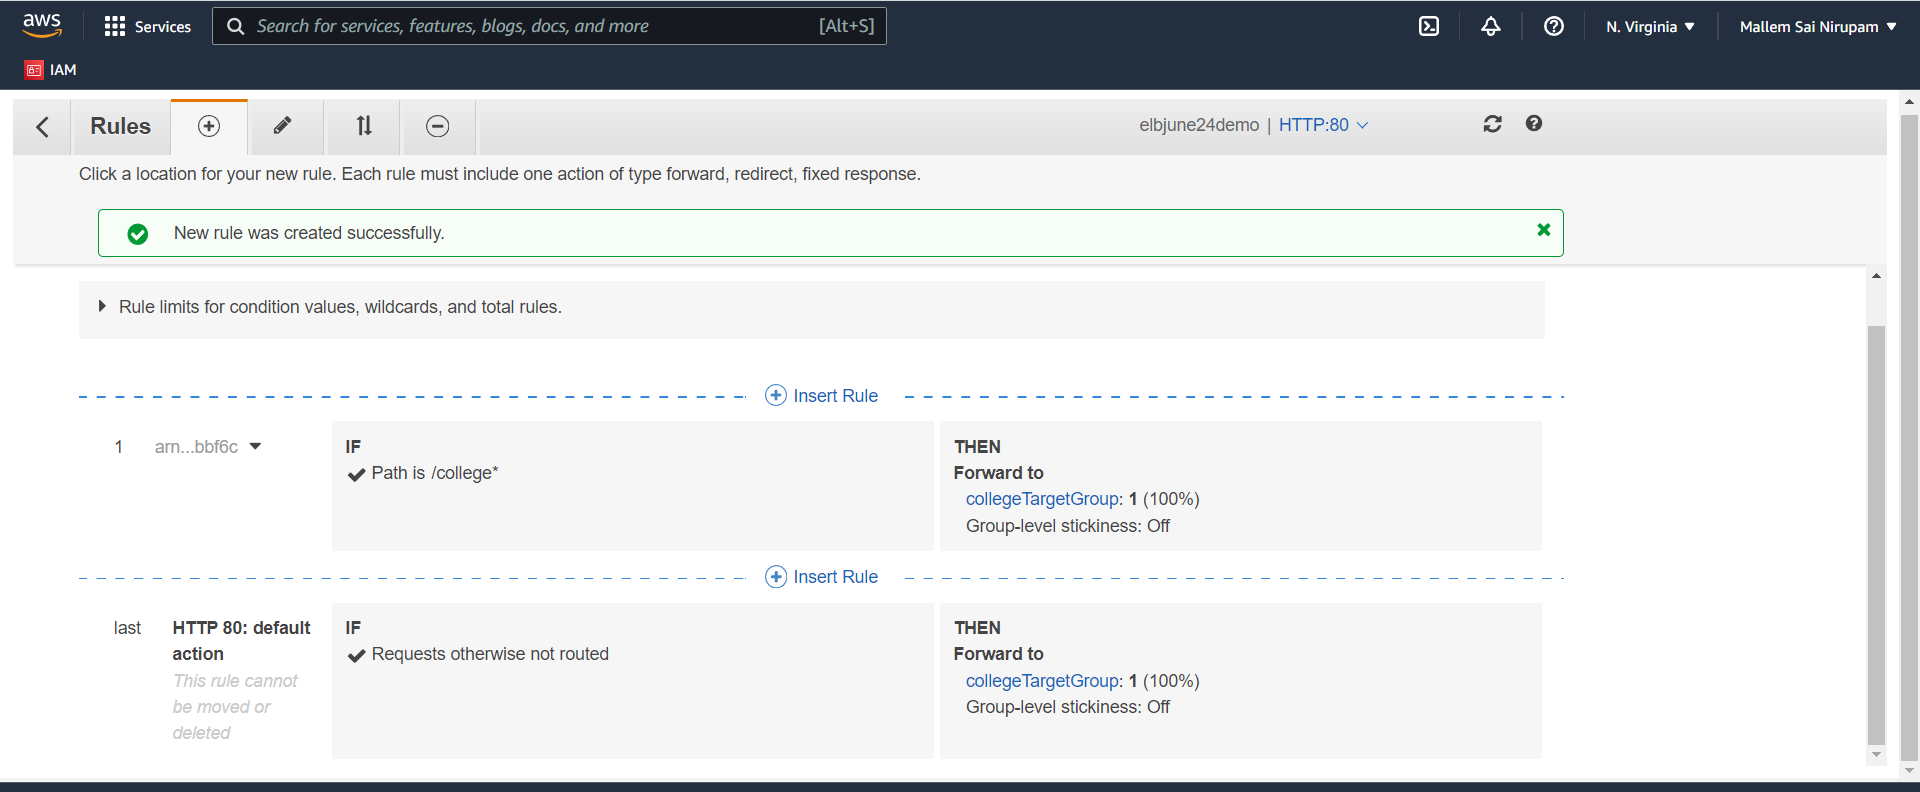 aws
Services
Search for services, features, blogs, docs, and more
[Alt+S]
N. Virginia
Mallem Sai Nirupam
IAM
Rules
elbjune24demo | HTTP:80
Click a location for your new rule. Each rule must include one action of type forward, redirect, fixed response.
New rule was created successfully.
Rule limits for condition values, wildcards, and total rules.
Insert Rule
1
arn...bbf6c
IF
Path is /college*
THEN
Forward to
collegeTargetGroup: 1 (100%)
Group-level stickiness: Off
Insert Rule
last
HTTP 80: default
action
This rule cannot
be moved or
deleted
IF
Requests otherwise not routed
THEN
Forward to
collegeTargetGroup: 1 (100%)
Group-level stickiness: Off